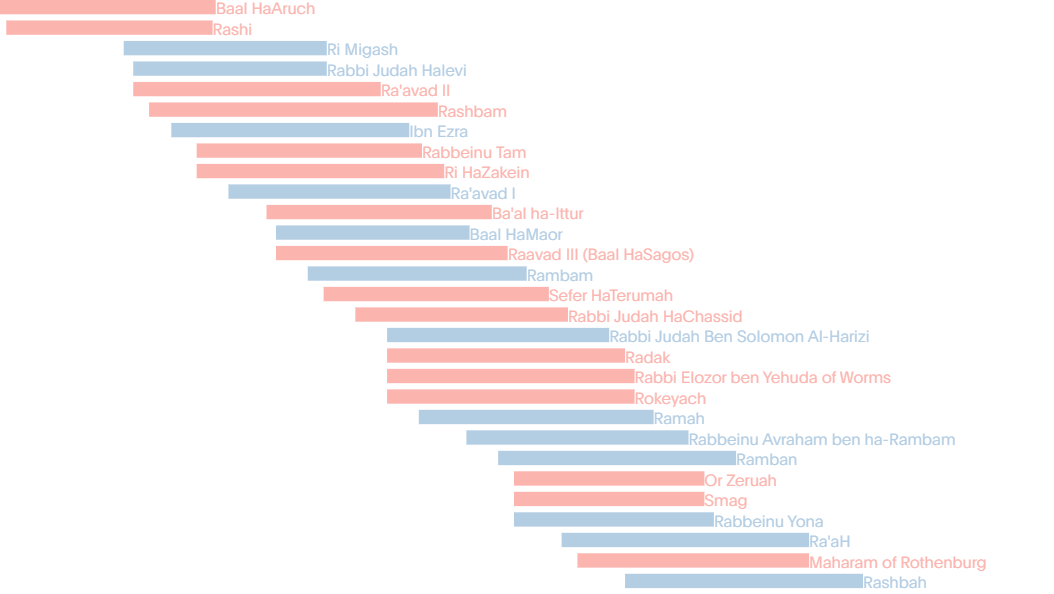 Baal HaAruch
Rashi
Ri Migash
Rabbi Judah Halevi
Ra'avad II
Rashbam
Ibn Ezra
Rabbeinu Tam
Ri HaZakein
Ra'avad I
Ba'al ha-Ittur
Baal HaMaor
Raavad III (Baal HaSagos)
Rambam
Sefer HaTerumah
Rabbi Judah HaChassid
Rabbi Judah Ben Solomon Al-Harizi
Radak
Rabbi Elozor ben Yehuda of Worms
Rokeyach
Ramah
Rabbeinu Avraham ben ha-Rambam
Ramban
Or Zeruah
Smag
Rabbeinu Yona
Ra'aH
Maharam of Rothenburg
Rashbah